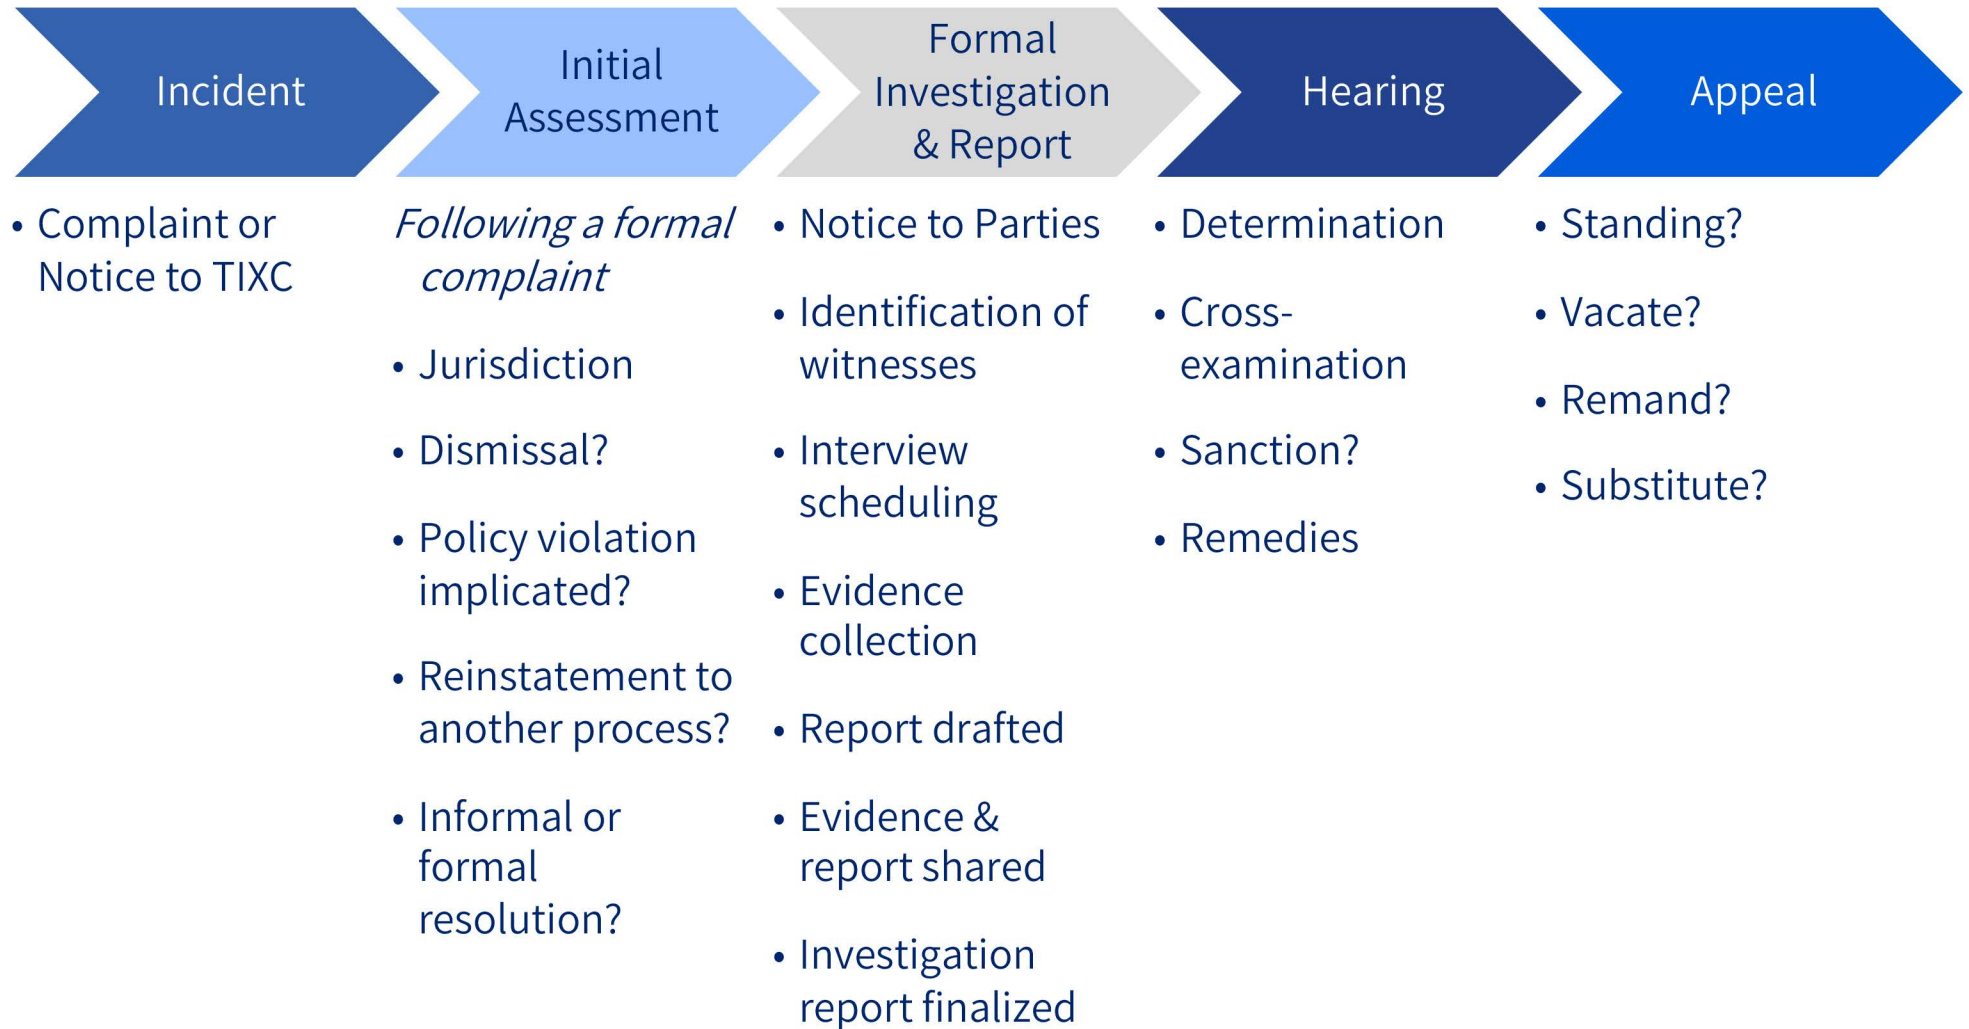 Incident
Initial
Assessment
Formal
Investigation
& Report
Hearing
Appeal
• Complaint or
Notice to TIXC
Following a formal
complaint
• Jurisdiction
• Dismissal?
• Policy violation
implicated?
• Reinstatement to
another process?
• Informal or
formal
resolution?
• Notice to Parties
• Identification of
witnesses
• Interview
scheduling
• Evidence
collection
• Report drafted
• Evidence &
report shared
• Investigation
report finalized
• Determination
• Cross-
examination
• Sanction?
• Remedies
• Standing?
• Vacate?
• Remand?
• Substitute?